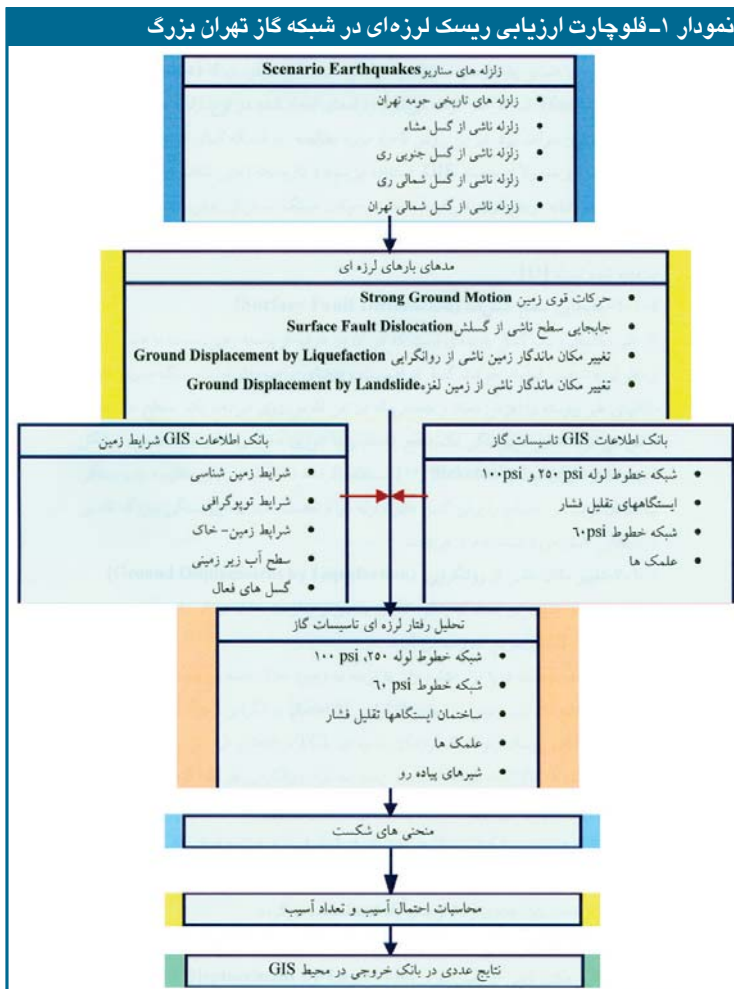 نمودار ۱ـ فلوچارت ارزیابی ریسک لرزه‌ای در شبکه گاز تهران بزرگ
زلزله های سناریو Scenario Earthquakes
• زلزله های تاریخی حومه تهران
• زلزله ناشی از گسل مشاء
• زلزله ناشی از گسل جنوبی ری
• زلزله ناشی از گسل شمالی ری
• زلزله ناشی از گسل شمالی تهران
مدهای بارهای لرزه ای
• حرکات قوی زمین Strong Ground Motion
• جابجایی سطح ناشی از گسلش Surface Fault Dislocation
• تغییر مکان ماندگار زمین ناشی از روانگرایی Ground Displacement by Liquefaction
• تغییر مکان ماندگار ناشی از زمین لغزه Ground Displacement by Landslide
بانک اطلاعات GIS تاسیسات گاز
• شبکه خطوط لوله ۲۵۰ psi و ۱۰۰psi
• ایستگاههای تقلیل فشار
• شبکه خطوط ۶۰psi
• علمک ها
بانک اطلاعات GIS شرایط زمین
• شرایط زمین شناسی
• شرایط توپوگرافی
• شرایط زمین- خاک
• سطح آب زیر زمینی
• گسل های فعال
تحلیل رفتار لرزه ای تاسیسات گاز
• شبکه خطوط لوله ۲۵۰، ۱۰۰ psi
• شبکه خطوط ۶۰ psi
• ساختمان ایستگاهها تقلیل فشار
• علمک ها
• شیرهای پیاده رو
منحنی های شکست
محاسبات احتمال آسیب و تعداد آسیب
نتایج عددی در بانک خروجی در محیط GIS